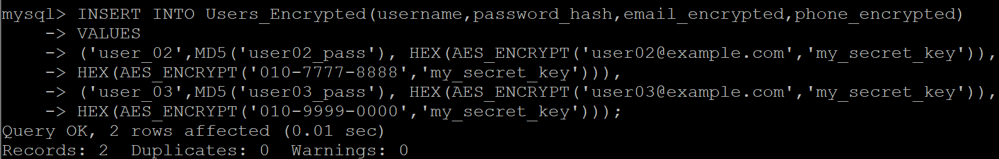 mysql> INSERT INTO Users_Encrypted(username,password_hash,email_encrypted,phone_encrypted)
    -> VALUES
    -> ('user_02',MD5('user02_pass'), HEX(AES_ENCRYPT('user02@example.com','my_secret_key')),
    -> HEX(AES_ENCRYPT('010-7777-8888','my_secret_key'))),
    -> ('user_03',MD5('user03_pass'), HEX(AES_ENCRYPT('user03@example.com','my_secret_key')),
    -> HEX(AES_ENCRYPT('010-9999-0000','my_secret_key')));
Query OK, 2 rows affected (0.01 sec)
Records: 2  Duplicates: 0  Warnings: 0